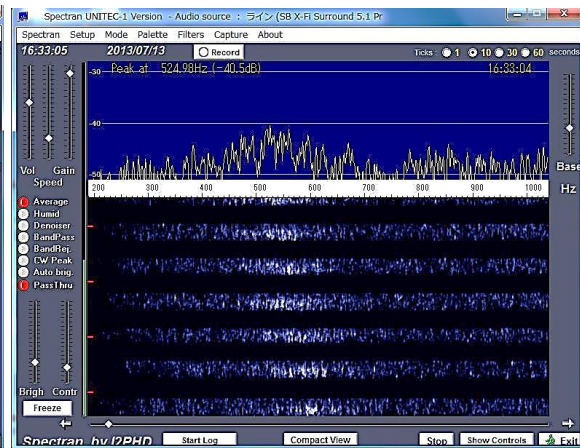 Spectran UNITEC-1 Version - Audio source : ライン (SB X-Fi Surround 5.1 Pr
Spectran Setup Mode Palette Filters Capture About
16:33:05 2013/07/13 Record Ticks: 1 10 30 60 seconds
-30 Peak at 524.98Hz (-40.5dB) 16:33:04
-40
-50
Vol Gain
Speed
Base
200 300 400 500 600 700 800 900 1000 Hz
Average
Humid
Denoiser
BandPass
BandRej.
CW Peak
Auto brig.
PassThru
Brigh Contr
Freeze
Spectran by I2PHD Start Log Compact View Stop Show Controls Exit